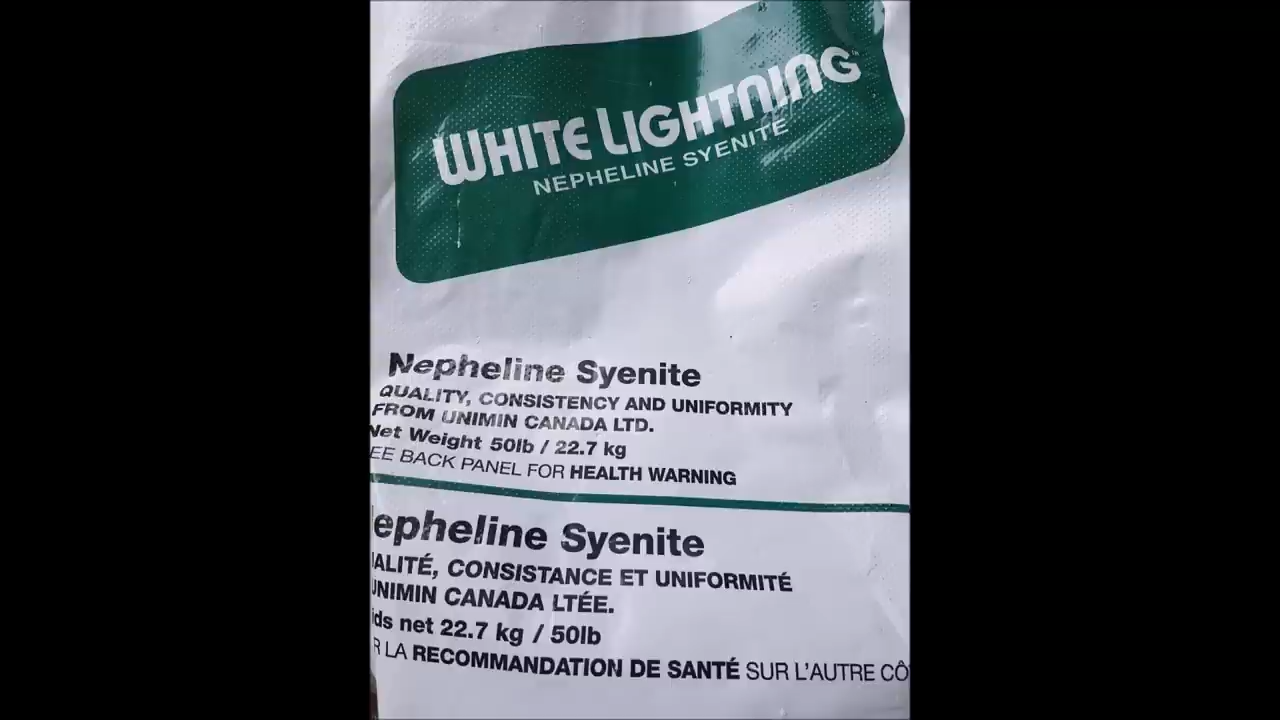 WHITE LIGHTNING™
NEPHELINE SYENITE
Nepheline Syenite
QUALITY, CONSISTENCY AND UNIFORMITY
FROM UNIMIN CANADA LTD.
Net Weight 50lb / 22.7 kg
EE BACK PANEL FOR HEALTH WARNING
epheline Syenite
ALITÉ, CONSISTANCE ET UNIFORMITÉ
UNIMIN CANADA LTÉE.
ids net 22.7 kg / 50lb
R LA RECOMMANDATION DE SANTÉ SUR L'AUTRE CÔ